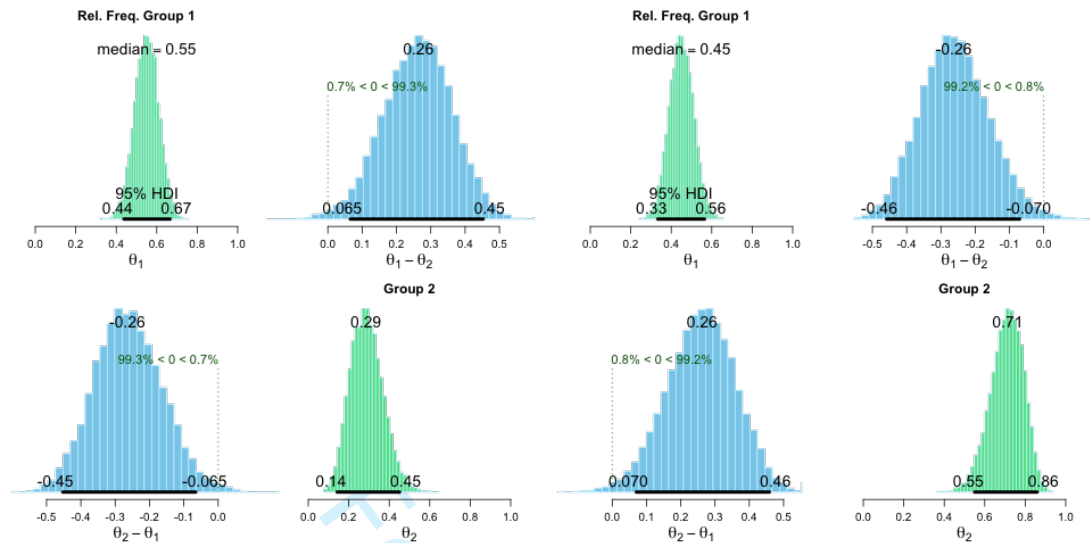 Rel. Freq. Group 1
median = 0.55
95% HDI
0.44 0.67
0.0 0.2 0.4 0.6 0.8 1.0
θ1
0.26
0.7% < 0 < 99.3%
0.065 0.45
0.0 0.1 0.2 0.3 0.4 0.5
θ1 − θ2
Rel. Freq. Group 1
median = 0.45
95% HDI
0.33 0.56
0.0 0.2 0.4 0.6 0.8 1.0
θ1
-0.26
99.2% < 0 < 0.8%
-0.46 -0.070
-0.5 -0.4 -0.3 -0.2 -0.1 0.0
θ1 − θ2
-0.26
99.3% < 0 < 0.7%
-0.45 -0.065
-0.5 -0.4 -0.3 -0.2 -0.1 0.0
θ2 − θ1
Group 2
0.29
0.14 0.45
0.0 0.2 0.4 0.6 0.8 1.0
θ2
0.26
0.8% < 0 < 99.2%
0.070 0.46
0.0 0.1 0.2 0.3 0.4 0.5
θ2 − θ1
Group 2
0.71
0.55 0.86
0.0 0.2 0.4 0.6 0.8 1.0
θ2